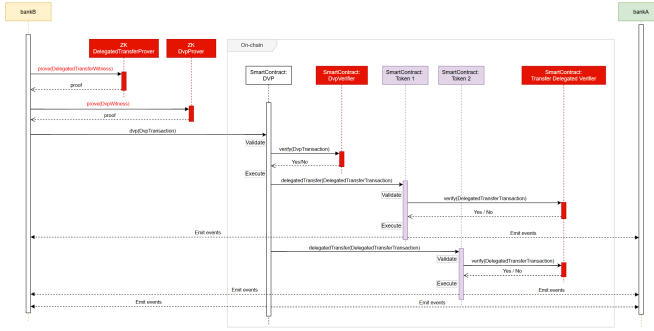 bankB
bankA
ZK
DelegatedTransferProver
ZK
DvpProver
On-chain
SmartContract:
DVP
SmartContract:
DvpVerifier
SmartContract:
Token 1
SmartContract:
Token 2
SmartContract:
Transfer Delegated Verifier
prove(DelegatedTransferWitness)
proof
prove(DvpWitness)
proof
dvp(DvpTransaction)
Validate
verify(DvpTransaction)
Yes/No
Execute
delegatedTransfer(DelegatedTransferTransaction)
Validate
verify(DelegatedTransferTransaction)
Yes / No
Execute
Emit events
Emit events
delegatedTransfer(DelegatedTransferTransaction)
Validate
verify(DelegatedTransferTransaction)
Yes / No
Execute
Emit events
Emit events
Emit events
Emit events